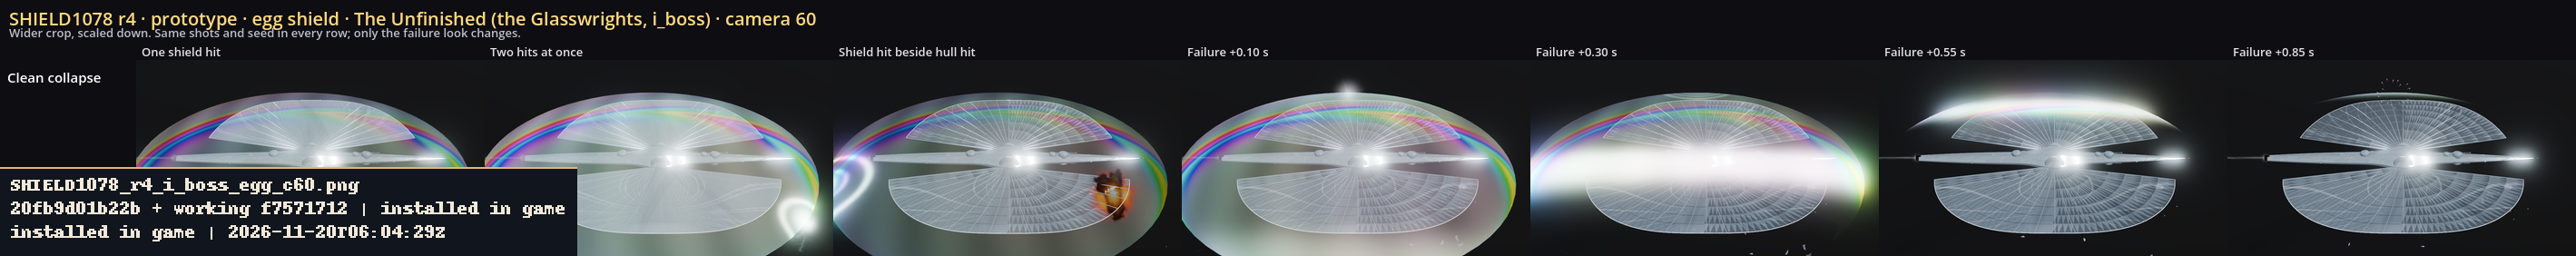 SHIELD1078 r4 · prototype · egg shield · The Unfinished (the Glasswrights, i_boss) · camera 60
Wider crop, scaled down. Same shots and seed in every row; only the failure look changes.
One shield hit
Two hits at once
Shield hit beside hull hit
Failure +0.10 s
Failure +0.30 s
Failure +0.55 s
Failure +0.85 s
Clean collapse
SHIELD1078_r4_i_boss_egg_c60.png
20fb9d01b22b + working f7571712 | installed in game
installed in game | 2026-11-20T06:04:29Z